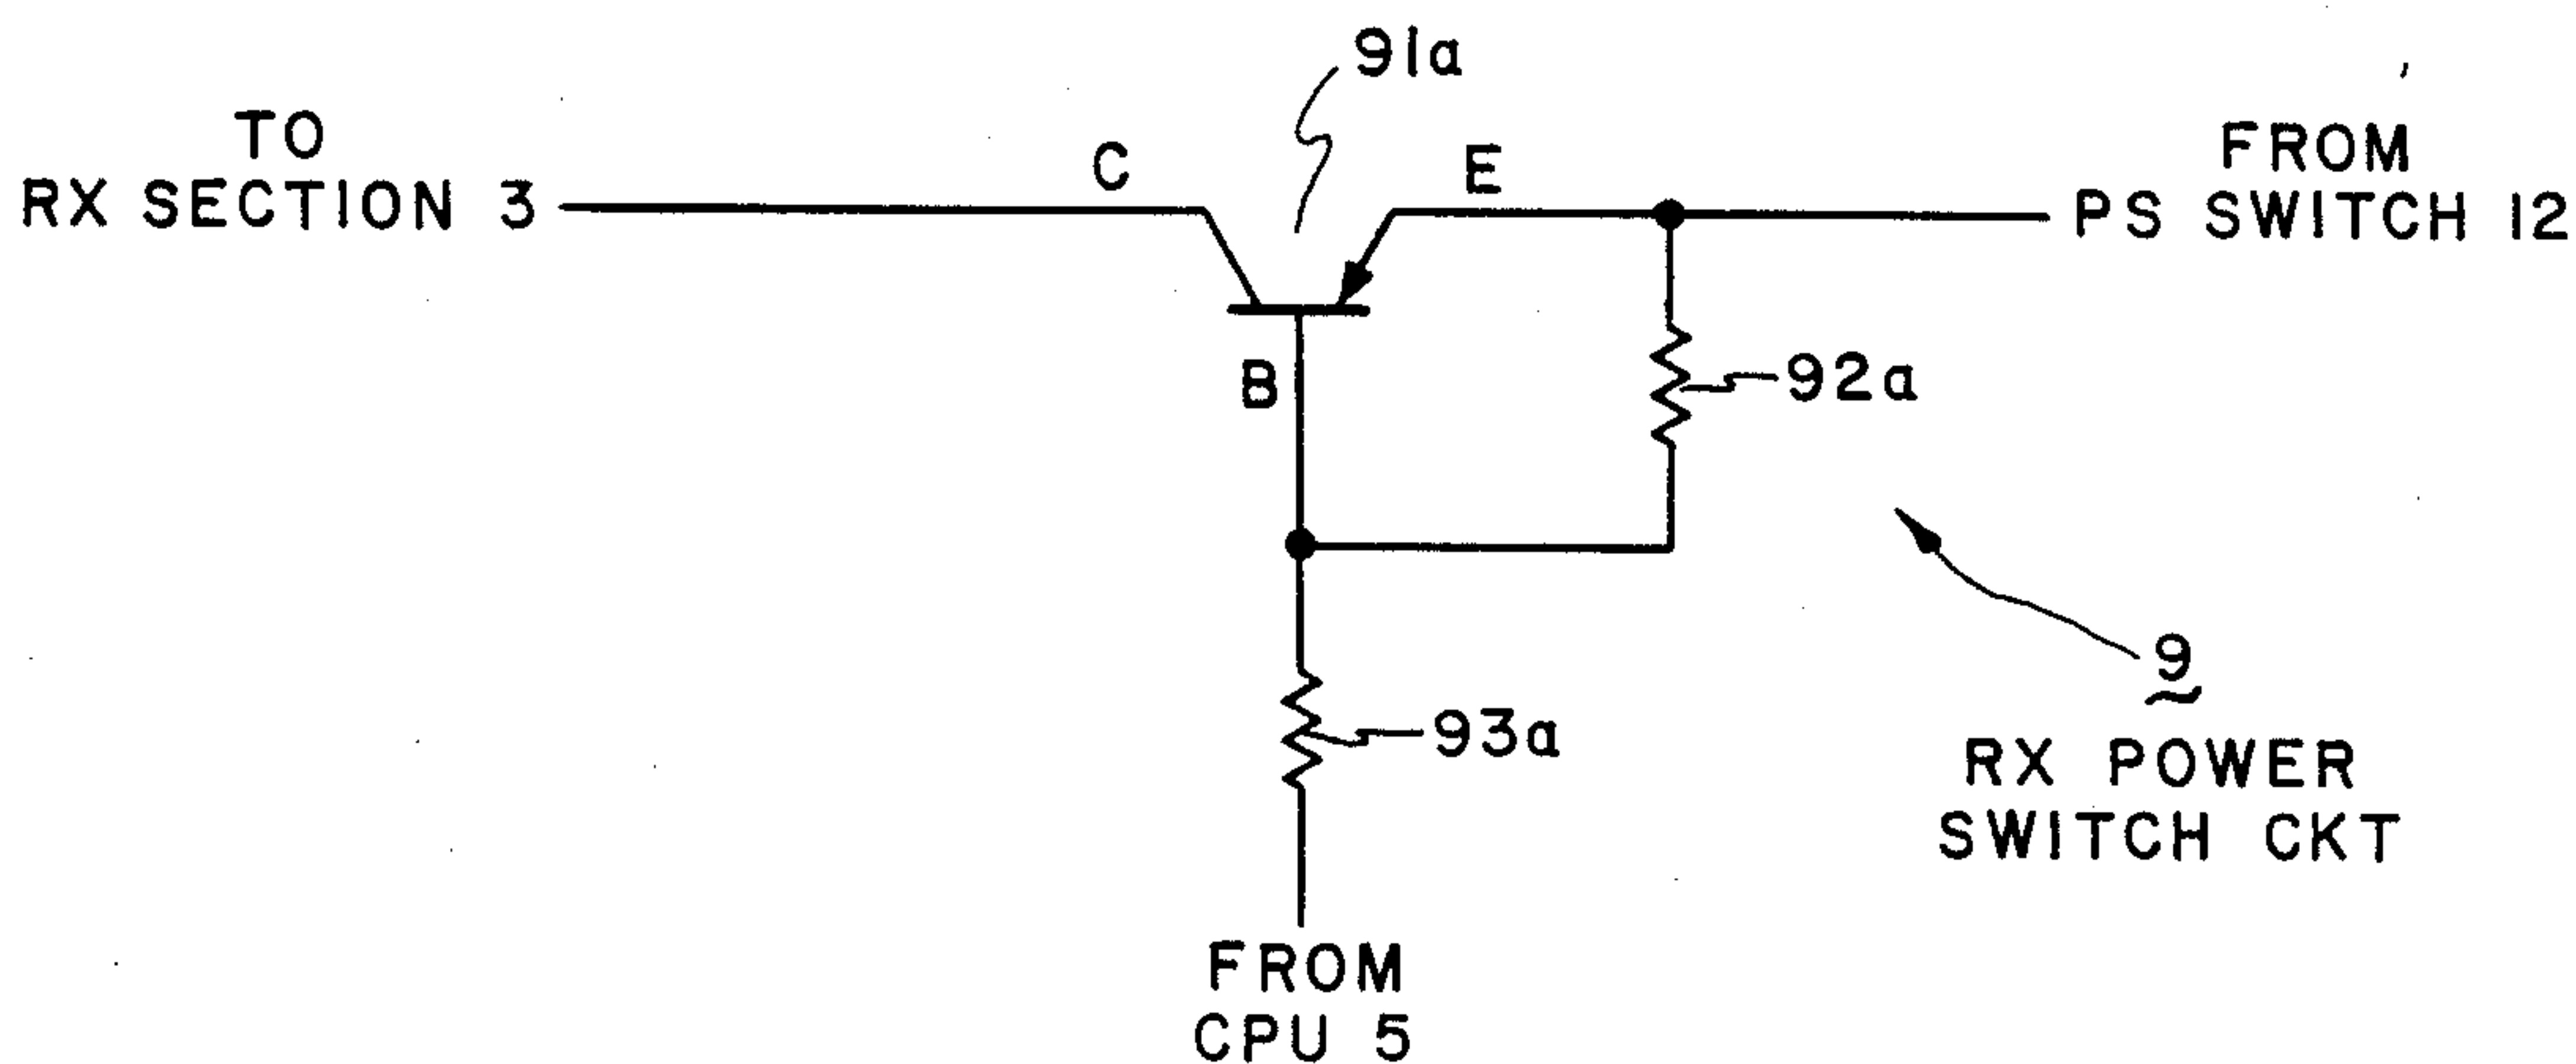 91a
TO
RX SECTION 3
C
E
FROM
PS SWITCH 12
B
92a
93a
9
RX POWER
SWITCH CKT
FROM
CPU 5